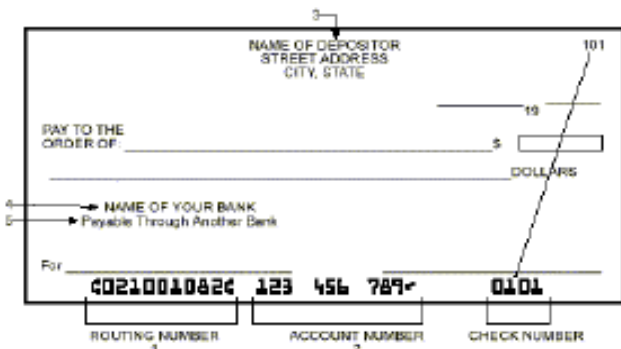 3
NAME OF DEPOSITOR 101
STREET ADDRESS
CITY, STATE
19
PAY TO THE
ORDER OF: $
DOLLARS
4 NAME OF YOUR BANK
5 Payable Through Another Bank
For
⑆021001082⑆ 123 456 789⑈ 0101
ROUTING NUMBER ACCOUNT NUMBER CHECK NUMBER